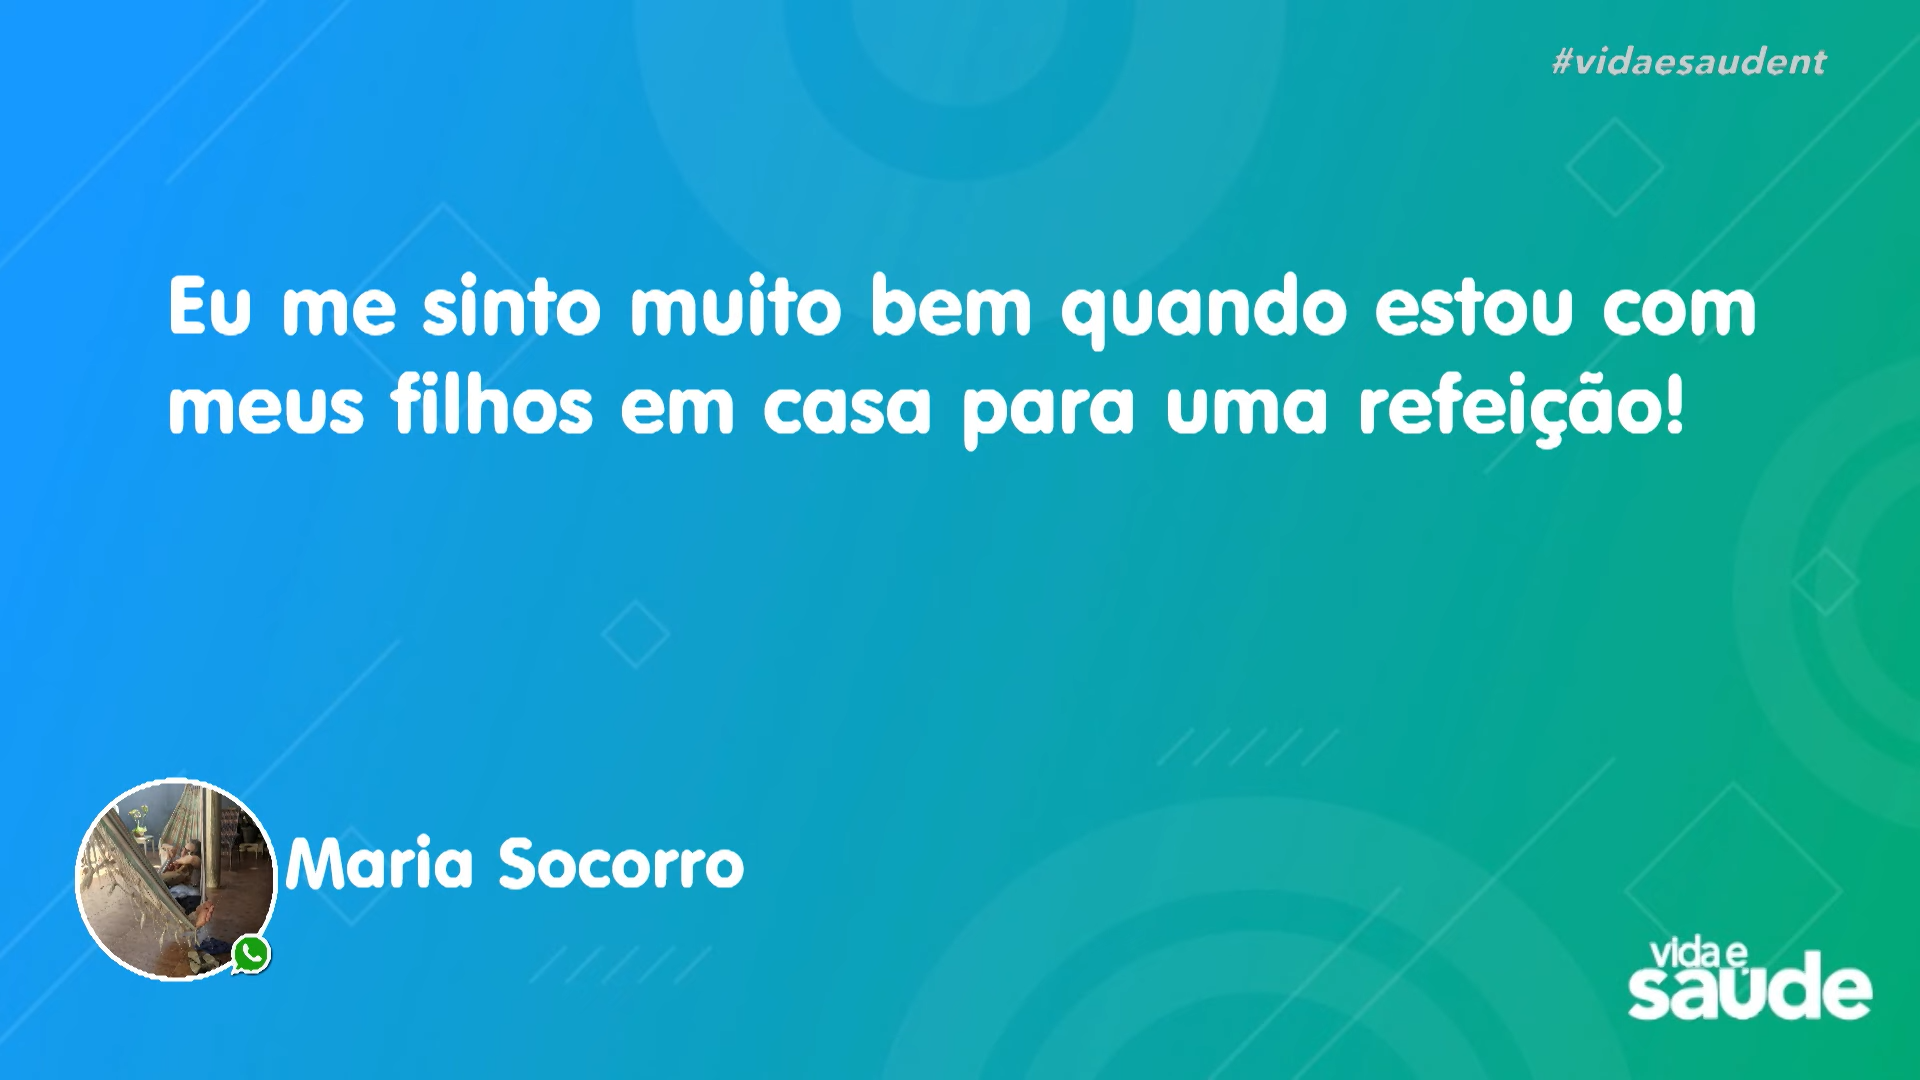 #vidaesaudent
Eu me sinto muito bem quando estou com
meus filhos em casa para uma refeição!
Maria Socorro
vida e
saúde